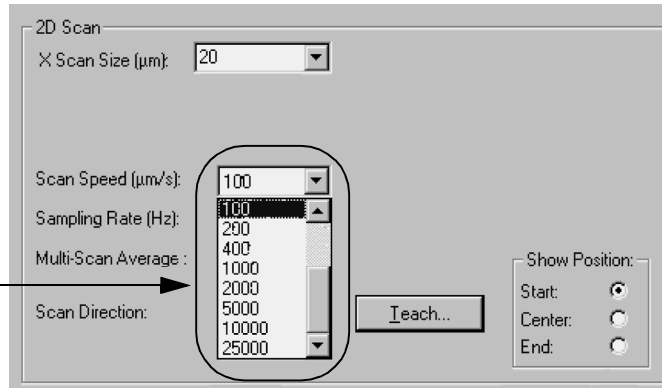 2D Scan
X Scan Size (µm): 20
Scan Speed (µm/s): 100
100
Sampling Rate (Hz): 200
400
Multi-Scan Average : 1000
2000
Scan Direction: 5000
10000
25000
Teach...
Show Position:
Start:
Center:
End: